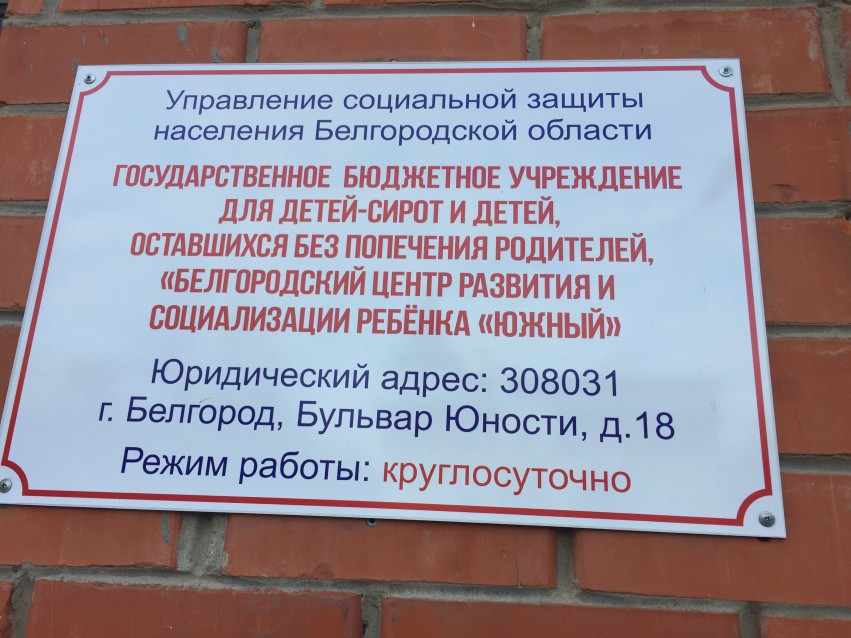 Управление социальной защиты
населения Белгородской области
ГОСУДАРСТВЕННОЕ БЮДЖЕТНОЕ УЧРЕЖДЕНИЕ
ДЛЯ ДЕТЕЙ-СИРОТ И ДЕТЕЙ,
ОСТАВШИХСЯ БЕЗ ПОПЕЧЕНИЯ РОДИТЕЛЕЙ,
«БЕЛГОРОДСКИЙ ЦЕНТР РАЗВИТИЯ И
СОЦИАЛИЗАЦИИ РЕБЁНКА «ЮЖНЫЙ»
Юридический адрес: 308031
г. Белгород, Бульвар Юности, д.18
Режим работы: круглосуточно